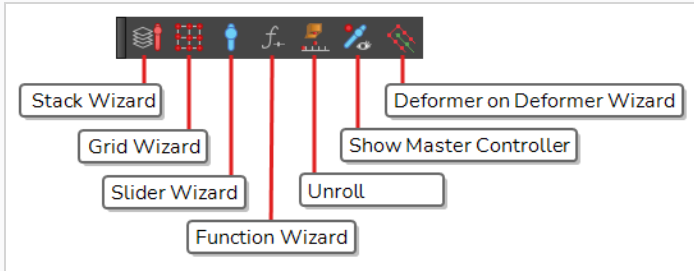 Stack Wizard
Deformer on Deformer Wizard
Grid Wizard
Show Master Controller
Slider Wizard
Unroll
Function Wizard